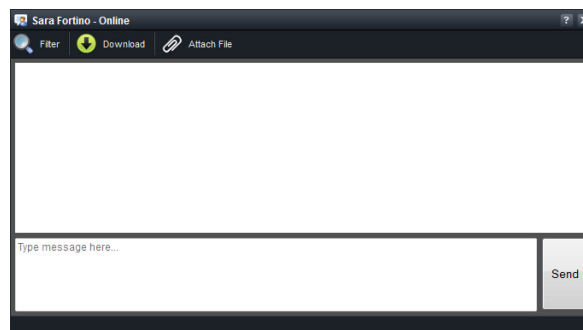 Sara Fortino - Online
?
Filter Download Attach File
Type message here...
Send